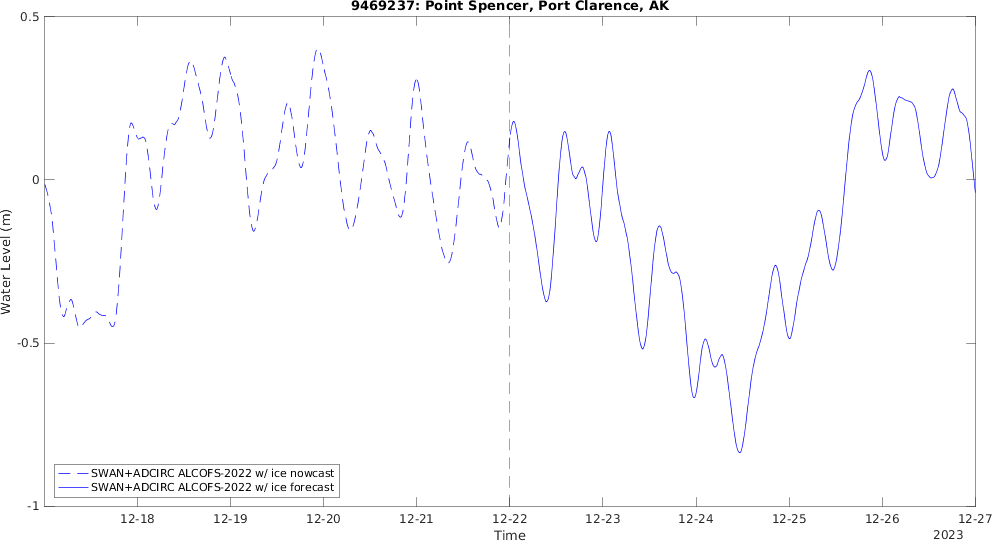 9469237: Point Spencer, Port Clarence, AK
0.5
0
-0.5
-1
Water Level (m)
SWAN+ADCIRC ALCOFS-2022 w/ ice nowcast
SWAN+ADCIRC ALCOFS-2022 w/ ice forecast
12-18 12-19 12-20 12-21 12-22 12-23 12-24 12-25 12-26 12-27
Time
2023